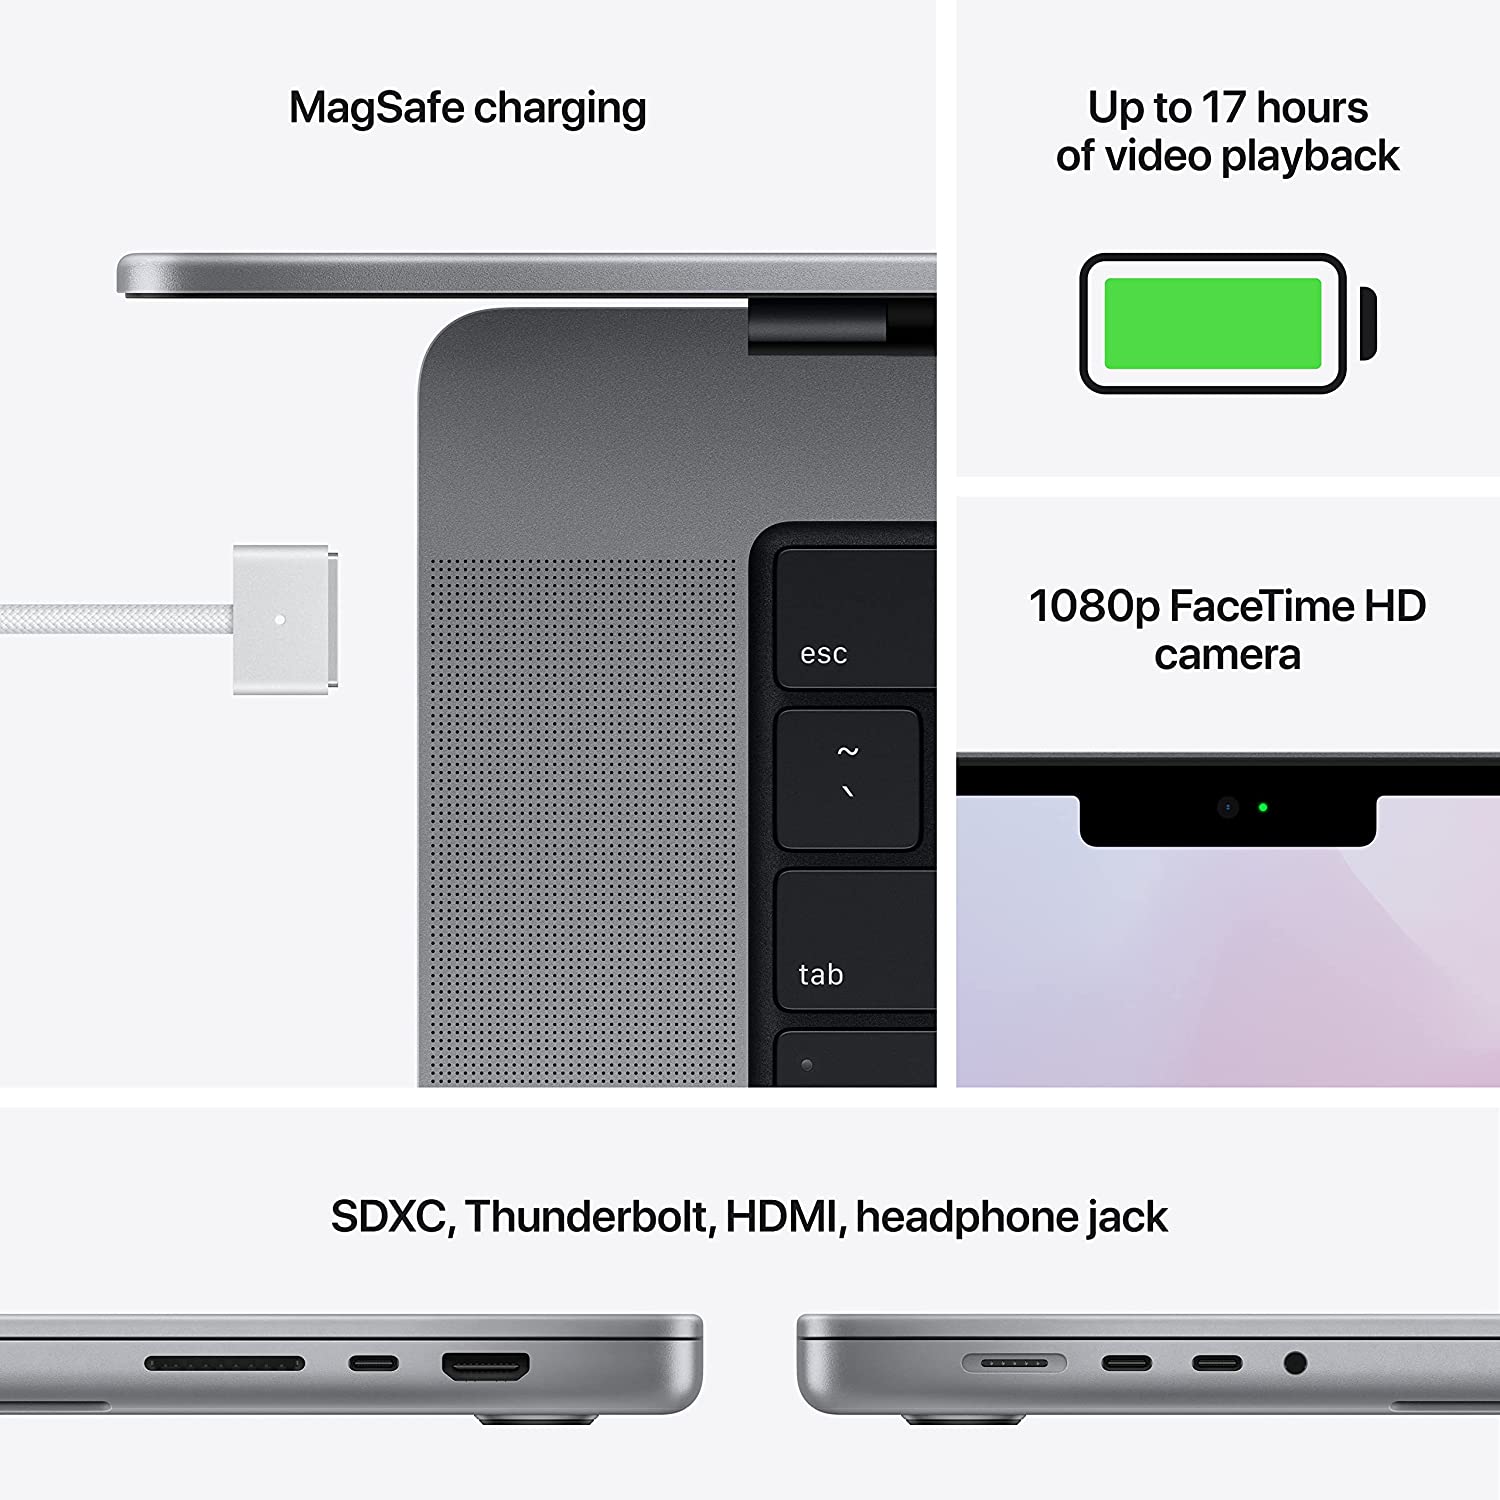 MagSafe charging
Up to 17 hours
of video playback
esc
~
`
tab
1080p FaceTime HD
camera
SDXC, Thunderbolt, HDMI, headphone jack